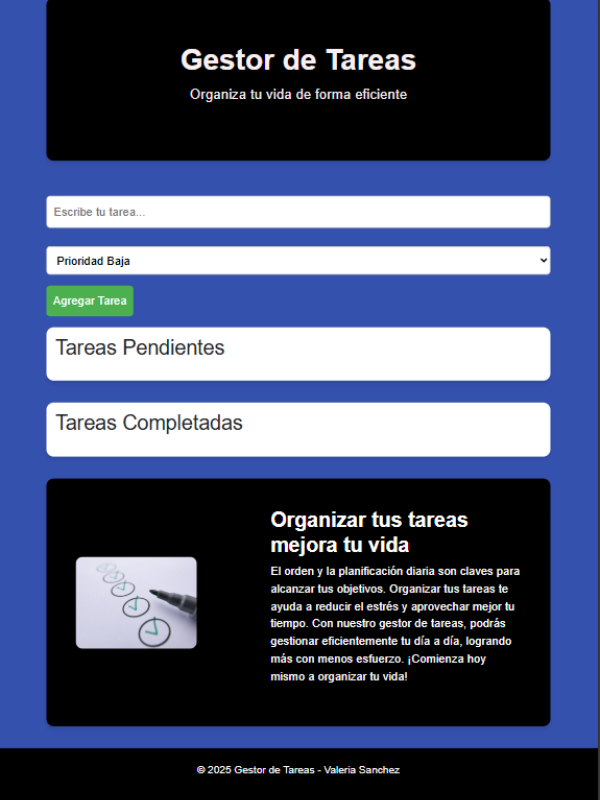 Gestor de Tareas
Organiza tu vida de forma eficiente
Escribe tu tarea...
Prioridad Baja
Agregar Tarea
Tareas Pendientes
Tareas Completadas
Organizar tus tareas
mejora tu vida
El orden y la planificación diaria son claves para
alcanzar tus objetivos. Organizar tus tareas te
ayuda a reducir el estrés y aprovechar mejor tu
tiempo. Con nuestro gestor de tareas, podrás
gestionar eficientemente tu día a día, logrando
más con menos esfuerzo. ¡Comienza hoy
mismo a organizar tu vida!
© 2025 Gestor de Tareas - Valeria Sanchez